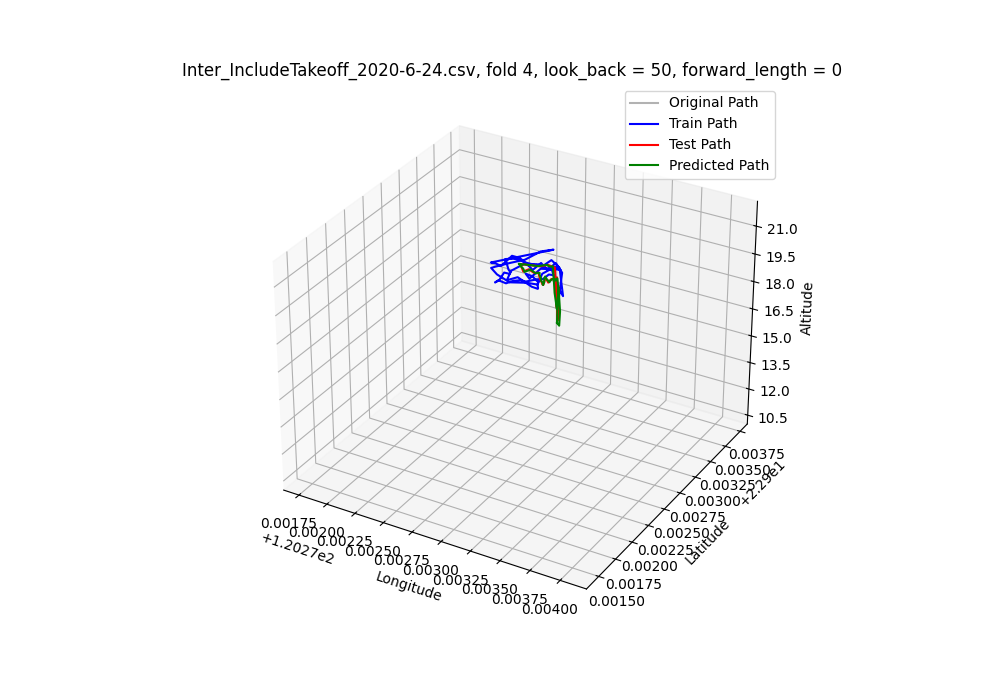 Inter_IncludeTakeoff_2020-6-24.csv, fold 4, look_back = 50, forward_length = 0
Original Path
Train Path
Test Path
Predicted Path
21.0
19.5
18.0
16.5
15.0
13.5
12.0
10.5
Altitude
0.00375
0.00350
0.00325
0.00300
0.00275
0.00250
0.00225
0.00200
0.00175
0.00150
+2.29e1
Latitude
0.00175
0.00200
0.00225
0.00250
0.00275
0.00300
0.00325
0.00350
0.00375
0.00400
+1.2027e2
Longitude